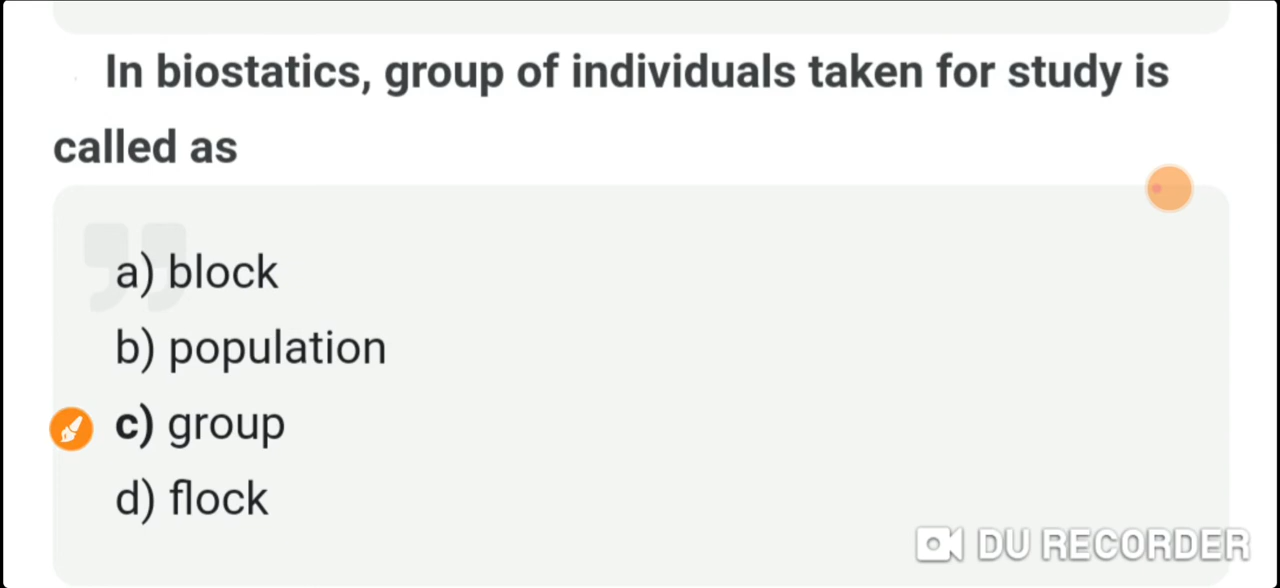 In biostatics, group of individuals taken for study is
called as
a) block
b) population
c) group
d) flock
DU RECORDER